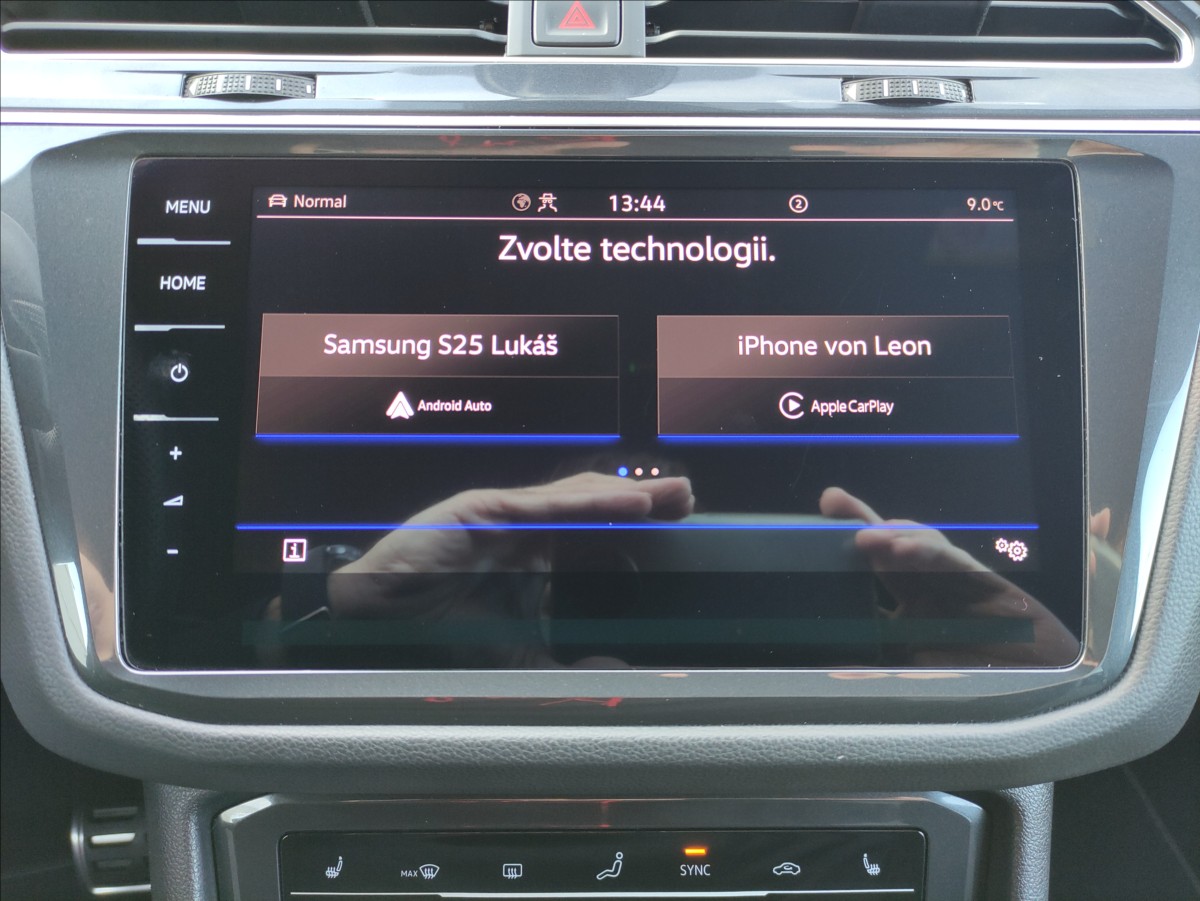 MENU
Normal
13:44
2
9.0°C
Zvolte technologii.
HOME
Samsung S25 Lukáš
iPhone von Leon
Android Auto
Apple CarPlay
+
-
i
MAX
SYNC